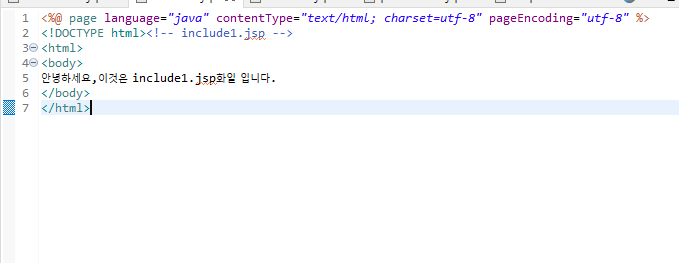 1 <%@ page language="java" contentType="text/html; charset=utf-8" pageEncoding="utf-8" %>
2 <!DOCTYPE html><!-- include1.jsp -->
3 <html>
4 <body>
5 안녕하세요,이것은 include1.jsp화일 입니다.
6 </body>
7 </html>